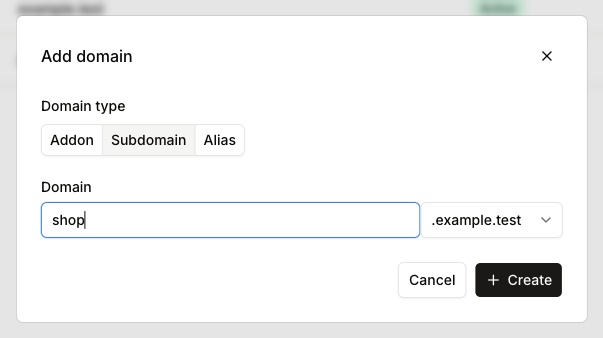 Add domain
Domain type
Addon Subdomain Alias
Domain
shop .example.test
Cancel + Create